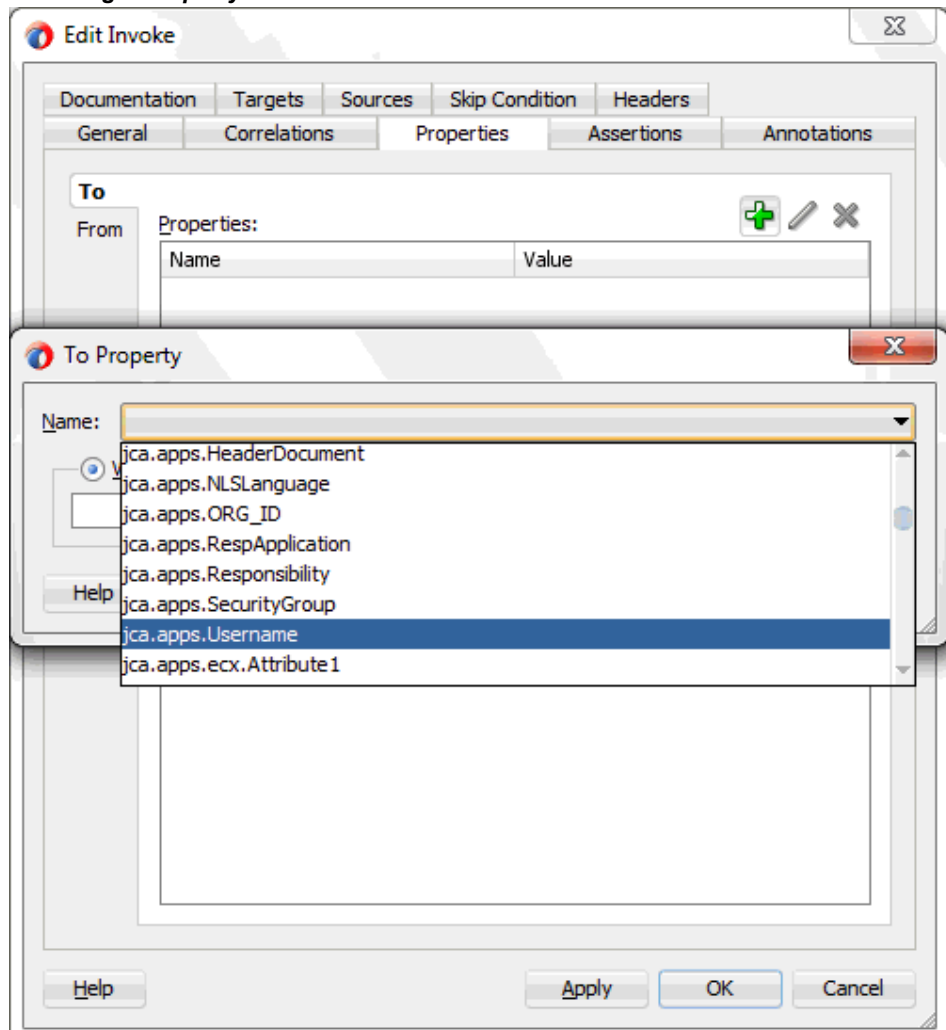 Edit Invoke
Documentation Targets Sources Skip Condition Headers
General Correlations Properties Assertions Annotations
To
From
Properties:
Name Value
To Property
Name:
jca.apps.HeaderDocument
jca.apps.NLSLanguage
jca.apps.ORG_ID
jca.apps.RespApplication
jca.apps.Responsibility
Help
jca.apps.SecurityGroup
jca.apps.Username
jca.apps.ecx.Attribute1
Help Apply OK Cancel